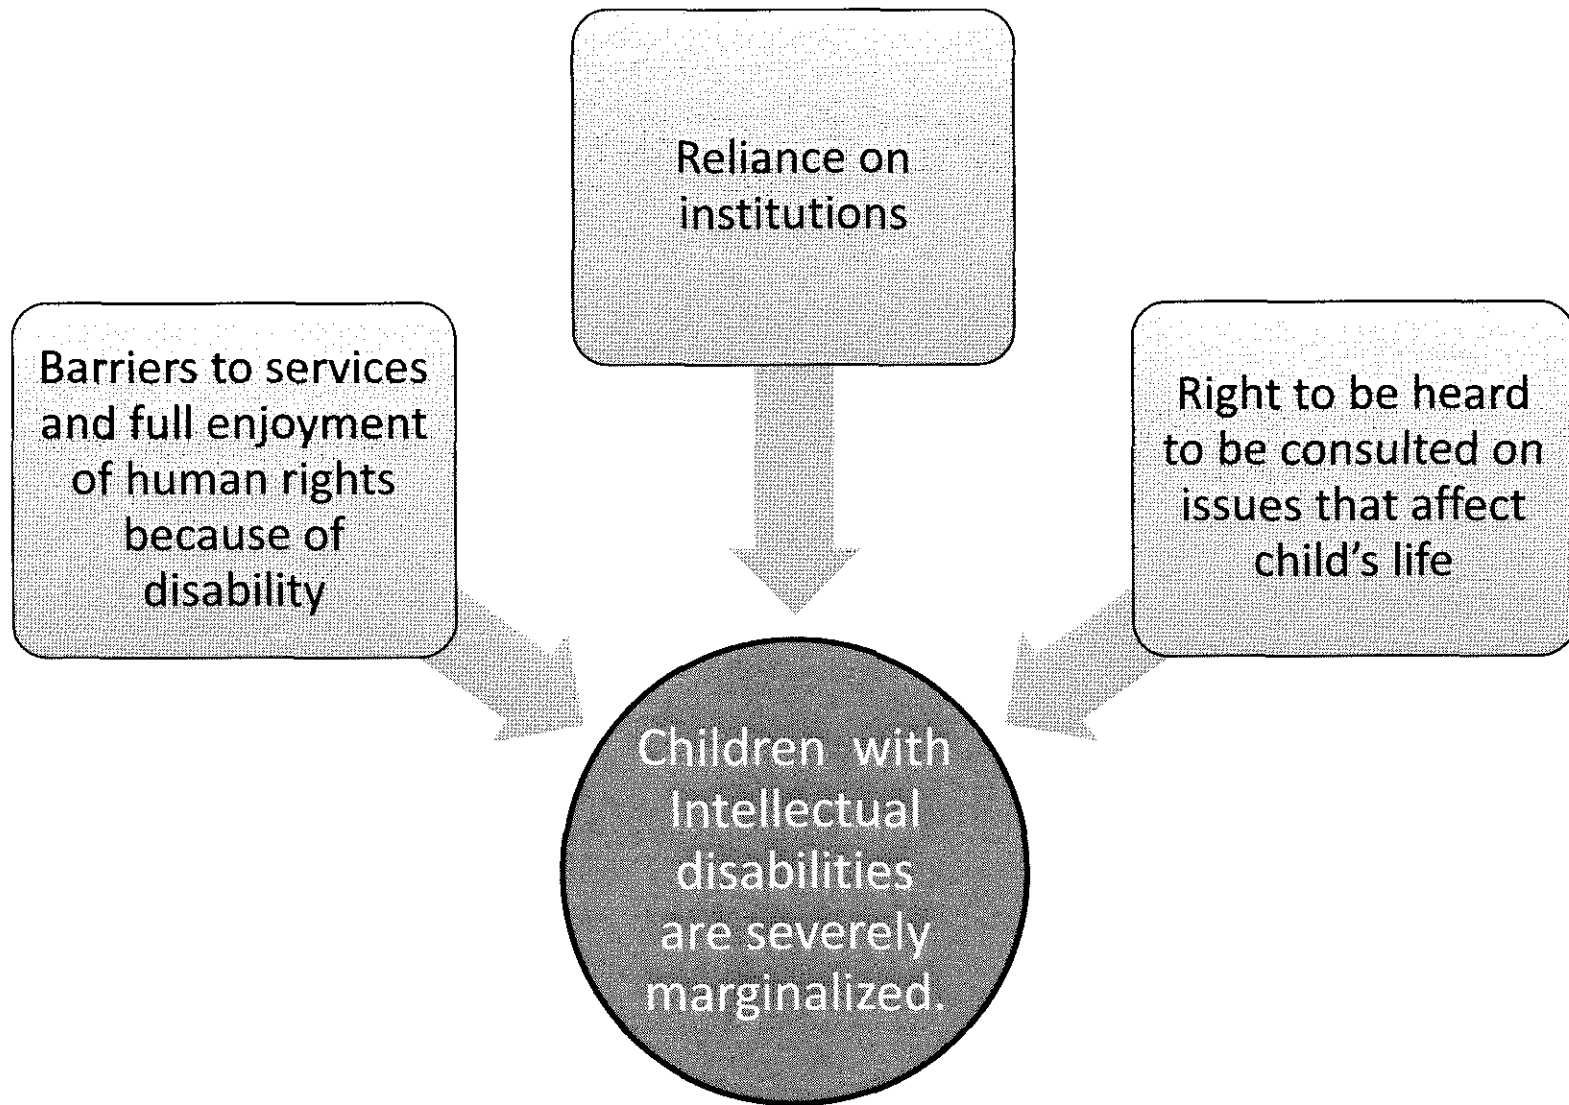 Reliance on
institutions
Barriers to services
and full enjoyment
of human rights
because of
disability
Right to be heard
to be consulted on
issues that affect
child's life
Children with
Intellectual
disabilities
are severely
marginalized.